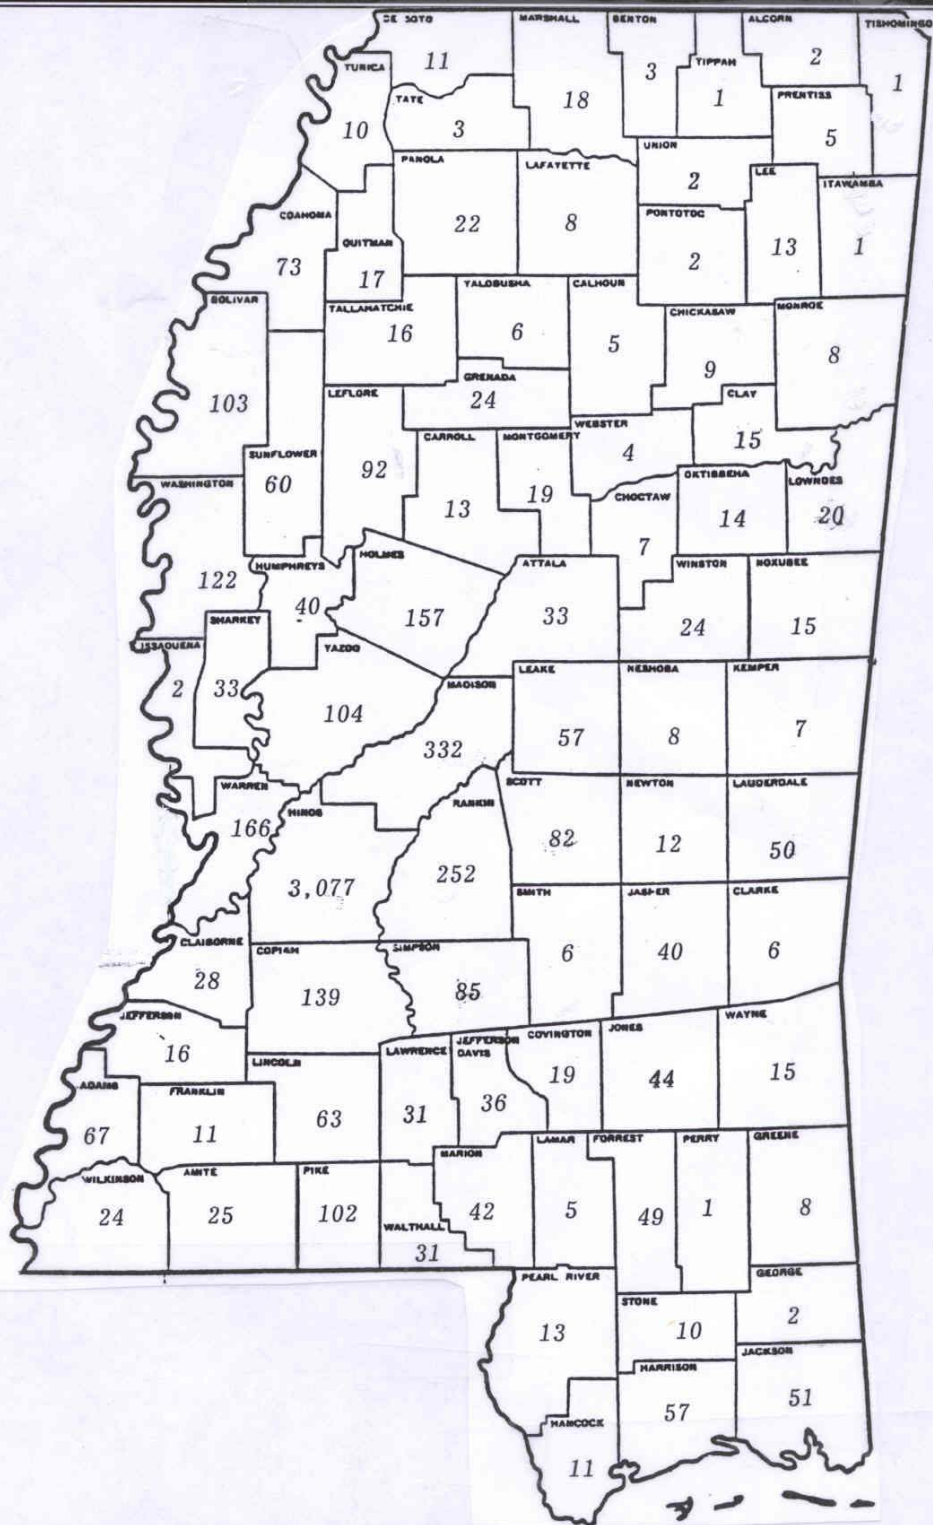 DE SOTO
11
MARSHALL
18
BENTON
3
TIPPAH
1
ALCORN
2
TISHOMINGO
1
TUNICA
10
TATE
3
PRENTISS
5
PANOLA
22
LAFAYETTE
8
UNION
2
LEE
13
ITAWAMBA
1
COAHOMA
73
QUITMAN
17
PONTOTOC
2
BOLIVAR
103
TALLAHATCHIE
16
YALOBUSHA
6
CALHOUN
5
CHICKASAW
9
MONROE
8
LEFLORE
92
GRENADA
24
CLAY
15
SUNFLOWER
60
CARROLL
13
MONTGOMERY
19
WEBSTER
4
WASHINGTON
122
CHOCTAW
7
OKTIBBEHA
14
LOWNDES
20
HUMPHREYS
40
HOLMES
157
ATTALA
33
WINSTON
24
NOXUBEE
15
ISSAQUENA
2
SHARKEY
33
YAZOO
104
MADISON
332
LEAKE
57
NESHOBA
8
KEMPER
7
WARREN
166
HINDS
3,077
RANKIN
252
SCOTT
82
NEWTON
12
LAUDERDALE
50
CLAIBORNE
28
COPIAH
139
SIMPSON
85
SMITH
6
JASPER
40
CLARKE
6
JEFFERSON
16
LINCOLN
63
LAWRENCE
31
JEFFERSON
DAVIS
36
COVINGTON
19
JONES
44
WAYNE
15
ADAMS
67
FRANKLIN
11
WILKINSON
24
AMITE
25
PIKE
102
WALTHALL
31
MARION
42
LAMAR
5
FORREST
49
PERRY
1
GREENE
8
PEARL RIVER
13
STONE
10
GEORGE
2
HANCOCK
11
HARRISON
57
JACKSON
51